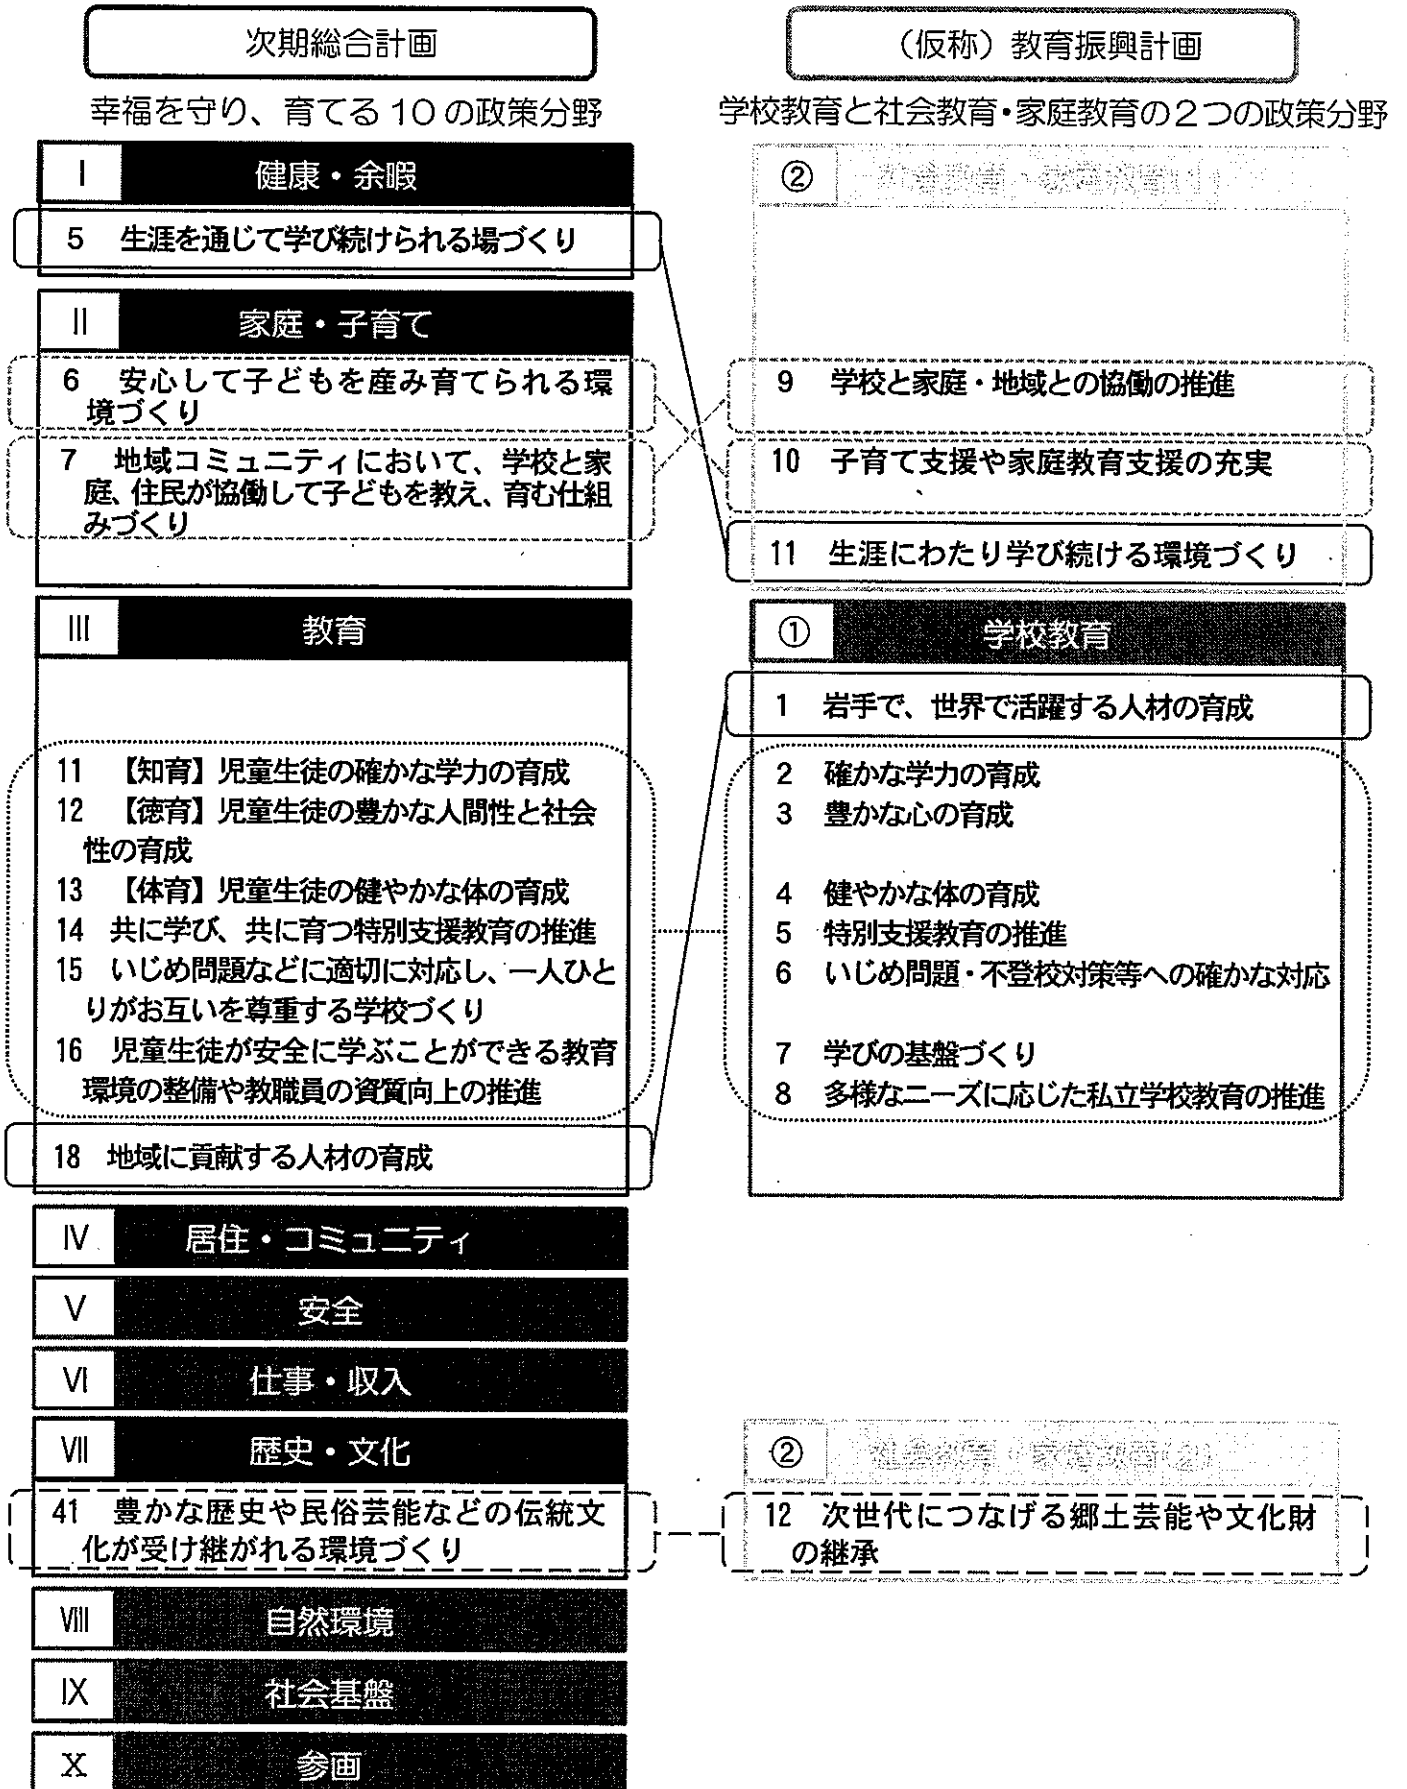 次期総合計画
幸福を守り、育てる10の政策分野
Ⅰ 健康・余暇
5 生涯を通じて学び続けられる場づくり
Ⅱ 家庭・子育て
6 安心して子どもを産み育てられる環
境づくり
7 地域コミュニティにおいて、学校と家
庭、住民が協働して子どもを教え、育む仕組
みづくり
Ⅲ 教育
11 【知育】児童生徒の確かな学力の育成
12 【徳育】児童生徒の豊かな人間性と社会
性の育成
13 【体育】児童生徒の健やかな体の育成
14 共に学び、共に育つ特別支援教育の推進
15 いじめ問題などに適切に対応し、一人ひと
りがお互いを尊重する学校づくり
16 児童生徒が安全に学ぶことができる教育
環境の整備や教職員の資質向上の推進
18 地域に貢献する人材の育成
Ⅳ 居住・コミュニティ
Ⅴ 安全
Ⅵ 仕事・収入
Ⅶ 歴史・文化
41 豊かな歴史や民俗芸能などの伝統文
化が受け継がれる環境づくり
Ⅷ 自然環境
Ⅸ 社会基盤
Ⅹ 参画
（仮称）教育振興計画
学校教育と社会教育・家庭教育の2つの政策分野
② 社会教育・家庭教育(1)
9 学校と家庭・地域との協働の推進
10 子育て支援や家庭教育支援の充実
11 生涯にわたり学び続ける環境づくり
① 学校教育
1 岩手で、世界で活躍する人材の育成
2 確かな学力の育成
3 豊かな心の育成
4 健やかな体の育成
5 特別支援教育の推進
6 いじめ問題・不登校対策等への確かな対応
7 学びの基盤づくり
8 多様なニーズに応じた私立学校教育の推進
② 社会教育・家庭教育(2)
12 次世代につなげる郷土芸能や文化財
の継承